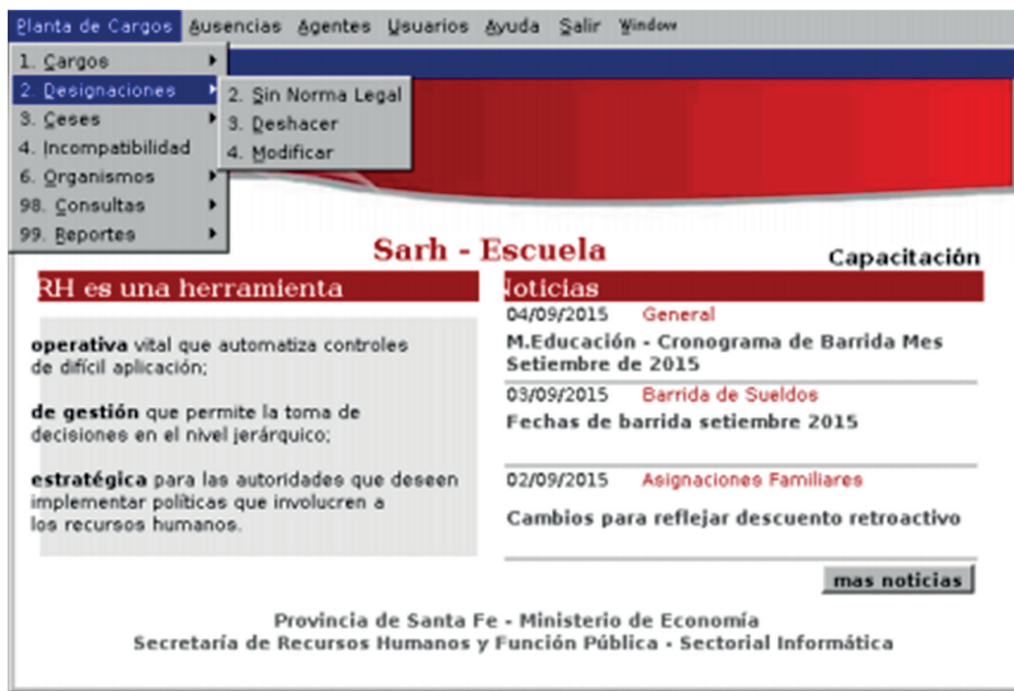 Planta de Cargos Ausencias Agentes Usuarios Ayuda Salir Window
1. Cargos
2. Designaciones
3. Ceses
4. Incompatibilidad
6. Organismos
98. Consultas
99. Reportes
2. Sin Norma Legal
3. Deshacer
4. Modificar
Sarh - Escuela
Capacitación
RH es una herramienta
operativa vital que automatiza controles
de difícil aplicación;
de gestión que permite la toma de
decisiones en el nivel jerárquico;
estratégica para las autoridades que deseen
implementar políticas que involucren a
los recursos humanos.
Noticias
04/09/2015 General
M.Educación - Cronograma de Barrida Mes
Setiembre de 2015
03/09/2015 Barrida de Sueldos
Fechas de barrida setiembre 2015
02/09/2015 Asignaciones Familiares
Cambios para reflejar descuento retroactivo
mas noticias
Provincia de Santa Fe - Ministerio de Economía
Secretaría de Recursos Humanos y Función Pública - Sectorial Informática